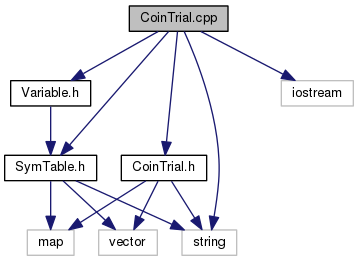 CoinTrial.cpp
Variable.h
iostream
SymTable.h
CoinTrial.h
map
vector
string